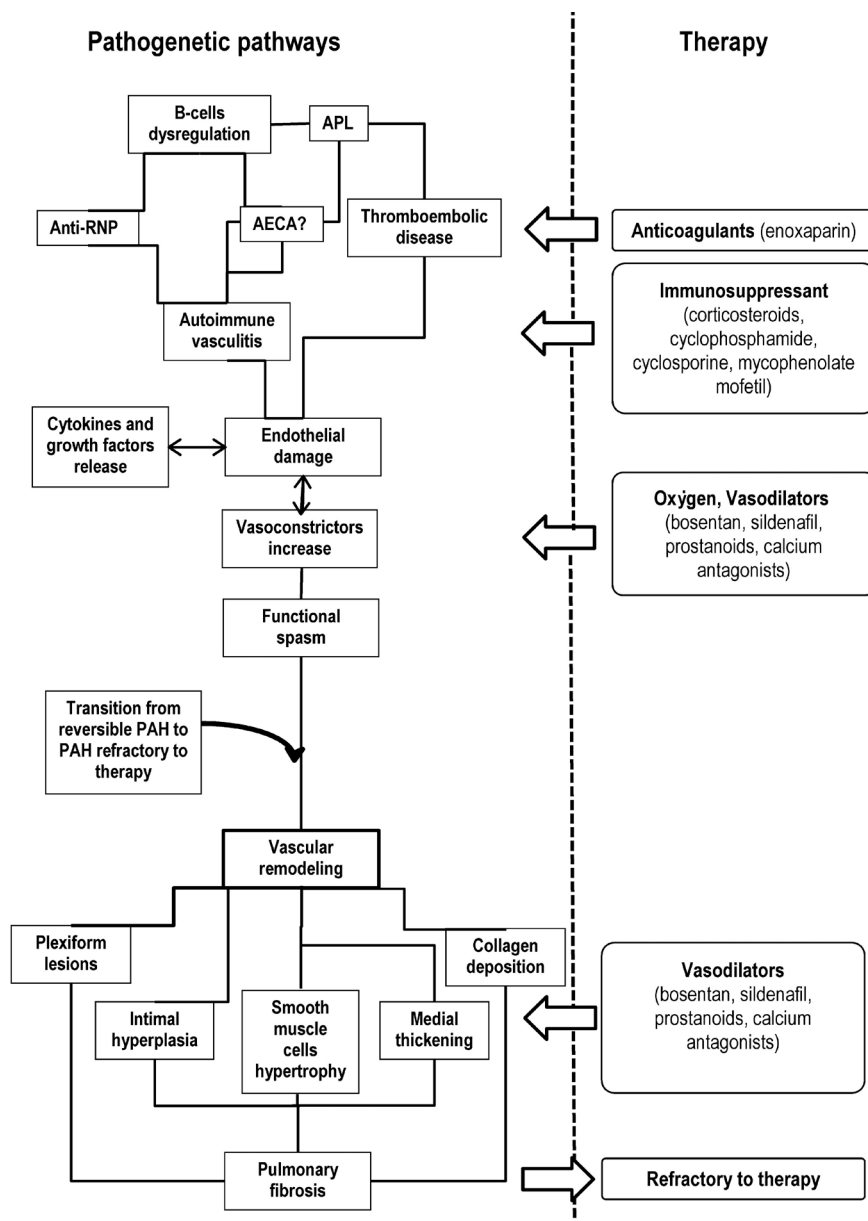 Pathogenetic pathways
Therapy
B-cells
dysregulation
APL
Anti-RNP
AECA?
Thromboembolic
disease
Anticoagulants (enoxaparin)
Autoimmune
vasculitis
Immunosuppressant
(corticosteroids,
cyclophosphamide,
cyclosporine, mycophenolate
mofetil)
Cytokines and
growth factors
release
Endothelial
damage
Vasoconstrictors
increase
Oxygen, Vasodilators
(bosentan, sildenafil,
prostanoids, calcium
antagonists)
Functional
spasm
Transition from
reversible PAH to
PAH refractory to
therapy
Vascular
remodeling
Plexiform
lesions
Collagen
deposition
Intimal
hyperplasia
Smooth
muscle
cells
hypertrophy
Medial
thickening
Vasodilators
(bosentan, sildenafil,
prostanoids, calcium
antagonists)
Pulmonary
fibrosis
Refractory to therapy